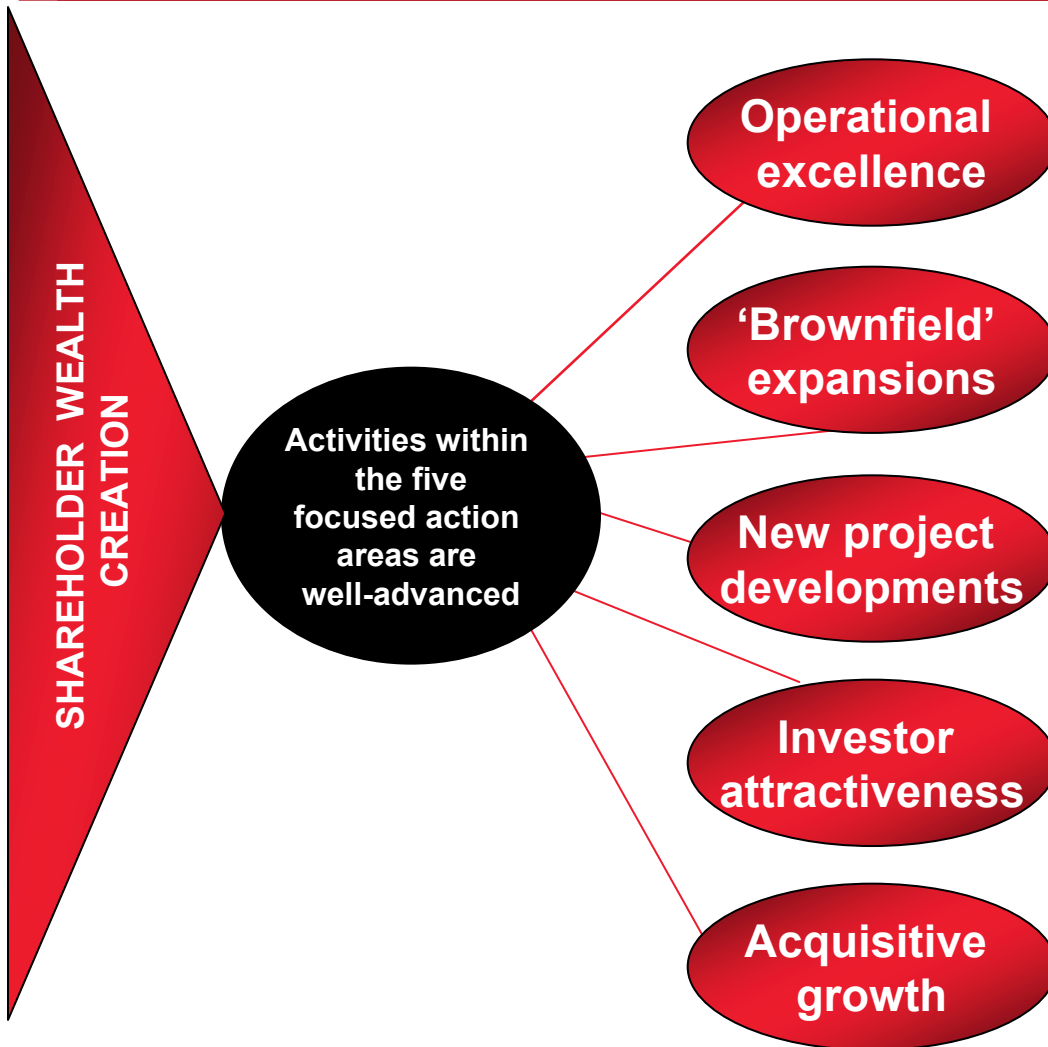 SHAREHOLDER WEALTH
CREATION
Activities within
the five
focused action
areas are
well-advanced
Operational
excellence
‘Brownfield’
expansions
New project
developments
Investor
attractiveness
Acquisitive
growth